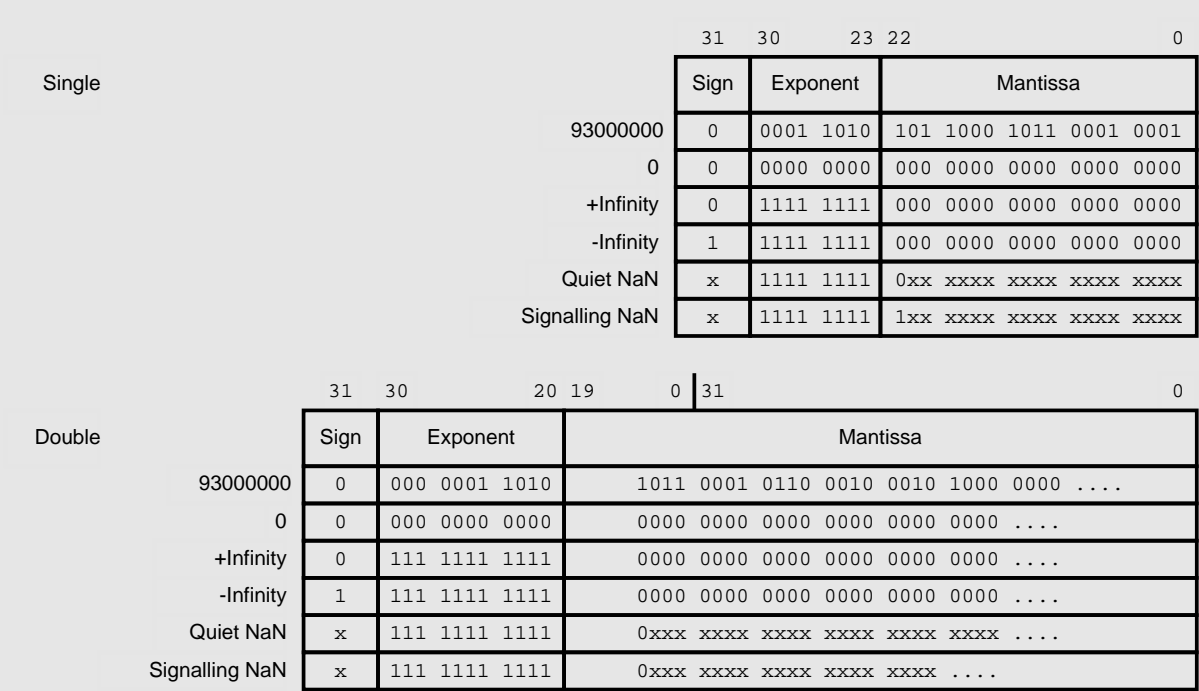 31 30 23 22 0
Single Sign Exponent Mantissa
93000000 0 0001 1010 101 1000 1011 0001 0001
0 0 0000 0000 000 0000 0000 0000 0000
+Infinity 0 1111 1111 000 0000 0000 0000 0000
-Infinity 1 1111 1111 000 0000 0000 0000 0000
Quiet NaN x 1111 1111 0xx xxxx xxxx xxxx xxxx
Signalling NaN x 1111 1111 1xx xxxx xxxx xxxx xxxx
31 30 20 19 0 31 0
Double Sign Exponent Mantissa
93000000 0 000 0001 1010 1011 0001 0110 0010 0010 1000 0000 ....
0 0 000 0000 0000 0000 0000 0000 0000 0000 0000 ....
+Infinity 0 111 1111 1111 0000 0000 0000 0000 0000 0000 ....
-Infinity 1 111 1111 1111 0000 0000 0000 0000 0000 0000 ....
Quiet NaN x 111 1111 1111 0xxx xxxx xxxx xxxx xxxx xxxx ....
Signalling NaN x 111 1111 1111 0xxx xxxx xxxx xxxx xxxx ....